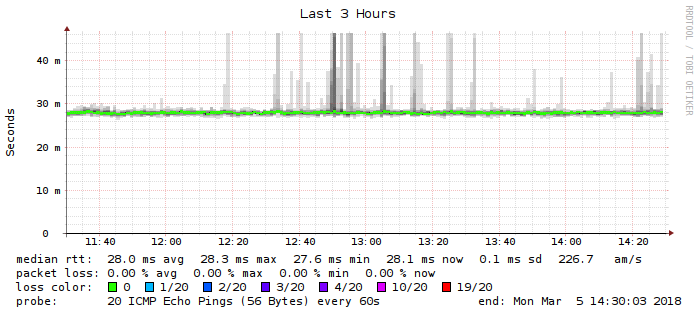 Last 3 Hours
RRDTOOL / TOBI OETIKER
Seconds
40 m
30 m
20 m
10 m
0
11:40 12:00 12:20 12:40 13:00 13:20 13:40 14:00 14:20
median rtt: 28.0 ms avg 28.3 ms max 27.6 ms min 28.1 ms now 0.1 ms sd 226.7 am/s
packet loss: 0.00 % avg 0.00 % max 0.00 % min 0.00 % now
loss color: 0 1/20 2/20 3/20 4/20 10/20 19/20
probe: 20 ICMP Echo Pings (56 Bytes) every 60s end: Mon Mar 5 14:30:03 2018